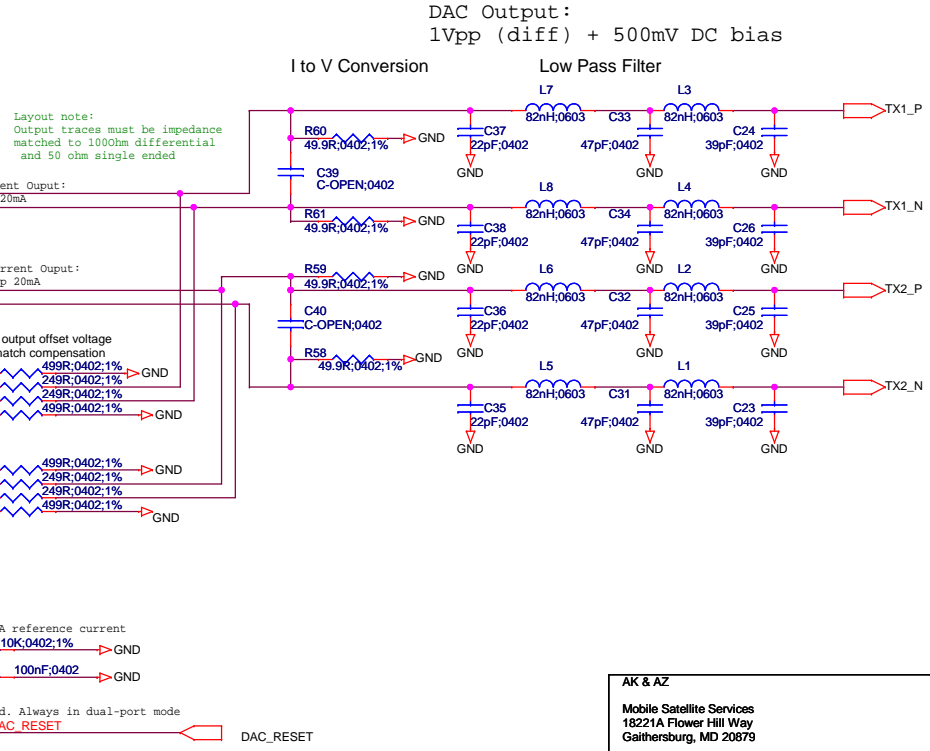 DAC Output:
1Vpp (diff) + 500mV DC bias
I to V Conversion
Low Pass Filter
Layout note:
Output traces must be impedance
matched to 100Ohm differential
and 50 ohm single ended
L7
82nH;0603
L3
82nH;0603
TX1_P
R60
49.9R;0402;1%
GND
C37
22pF;0402
GND
C33
47pF;0402
GND
C24
39pF;0402
GND
C39
C-OPEN;0402
ent Ouput:
20mA
L8
82nH;0603
L4
82nH;0603
TX1_N
R61
49.9R;0402;1%
GND
C38
22pF;0402
GND
C34
47pF;0402
GND
C26
39pF;0402
GND
rrent Ouput:
p 20mA
R59
49.9R;0402;1%
GND
L6
82nH;0603
L2
82nH;0603
TX2_P
C40
C-OPEN;0402
C36
22pF;0402
GND
C32
47pF;0402
GND
C25
39pF;0402
GND
R58
49.9R;0402;1%
GND
L5
82nH;0603
L1
82nH;0603
TX2_N
C35
22pF;0402
GND
C31
47pF;0402
GND
C23
39pF;0402
GND
output offset voltage
match compensation
499R;0402;1%
GND
249R;0402;1%
249R;0402;1%
499R;0402;1%
GND
499R;0402;1%
GND
249R;0402;1%
249R;0402;1%
499R;0402;1%
GND
A reference current
10K;0402;1%
GND
100nF;0402
GND
d. Always in dual-port mode
AC_RESET
DAC_RESET
AK & AZ
Mobile Satellite Services
18221A Flower Hill Way
Gaithersburg, MD 20879